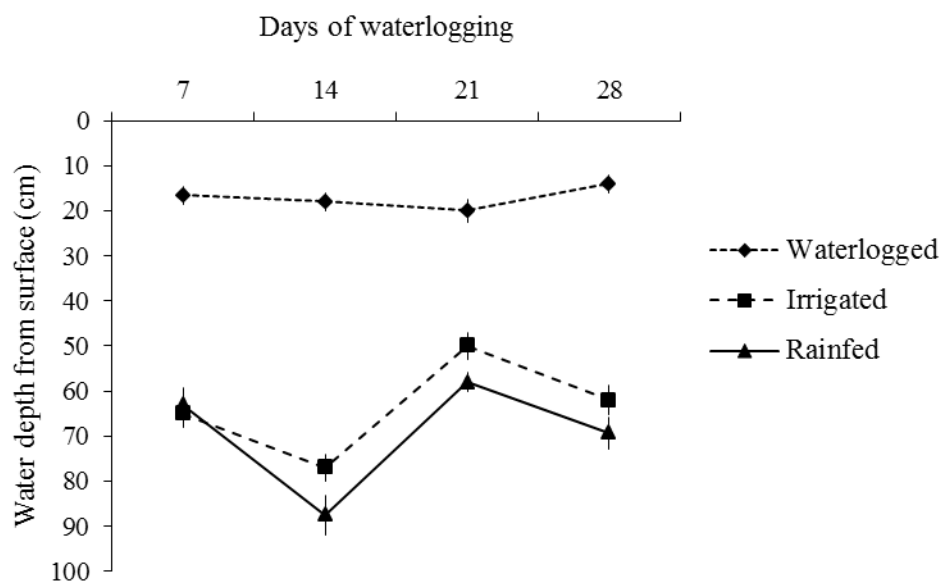 Days of waterlogging
7 14 21 28
0
10
20
30
40
50
60
70
80
90
100
Water depth from surface (cm)
Waterlogged
Irrigated
Rainfed